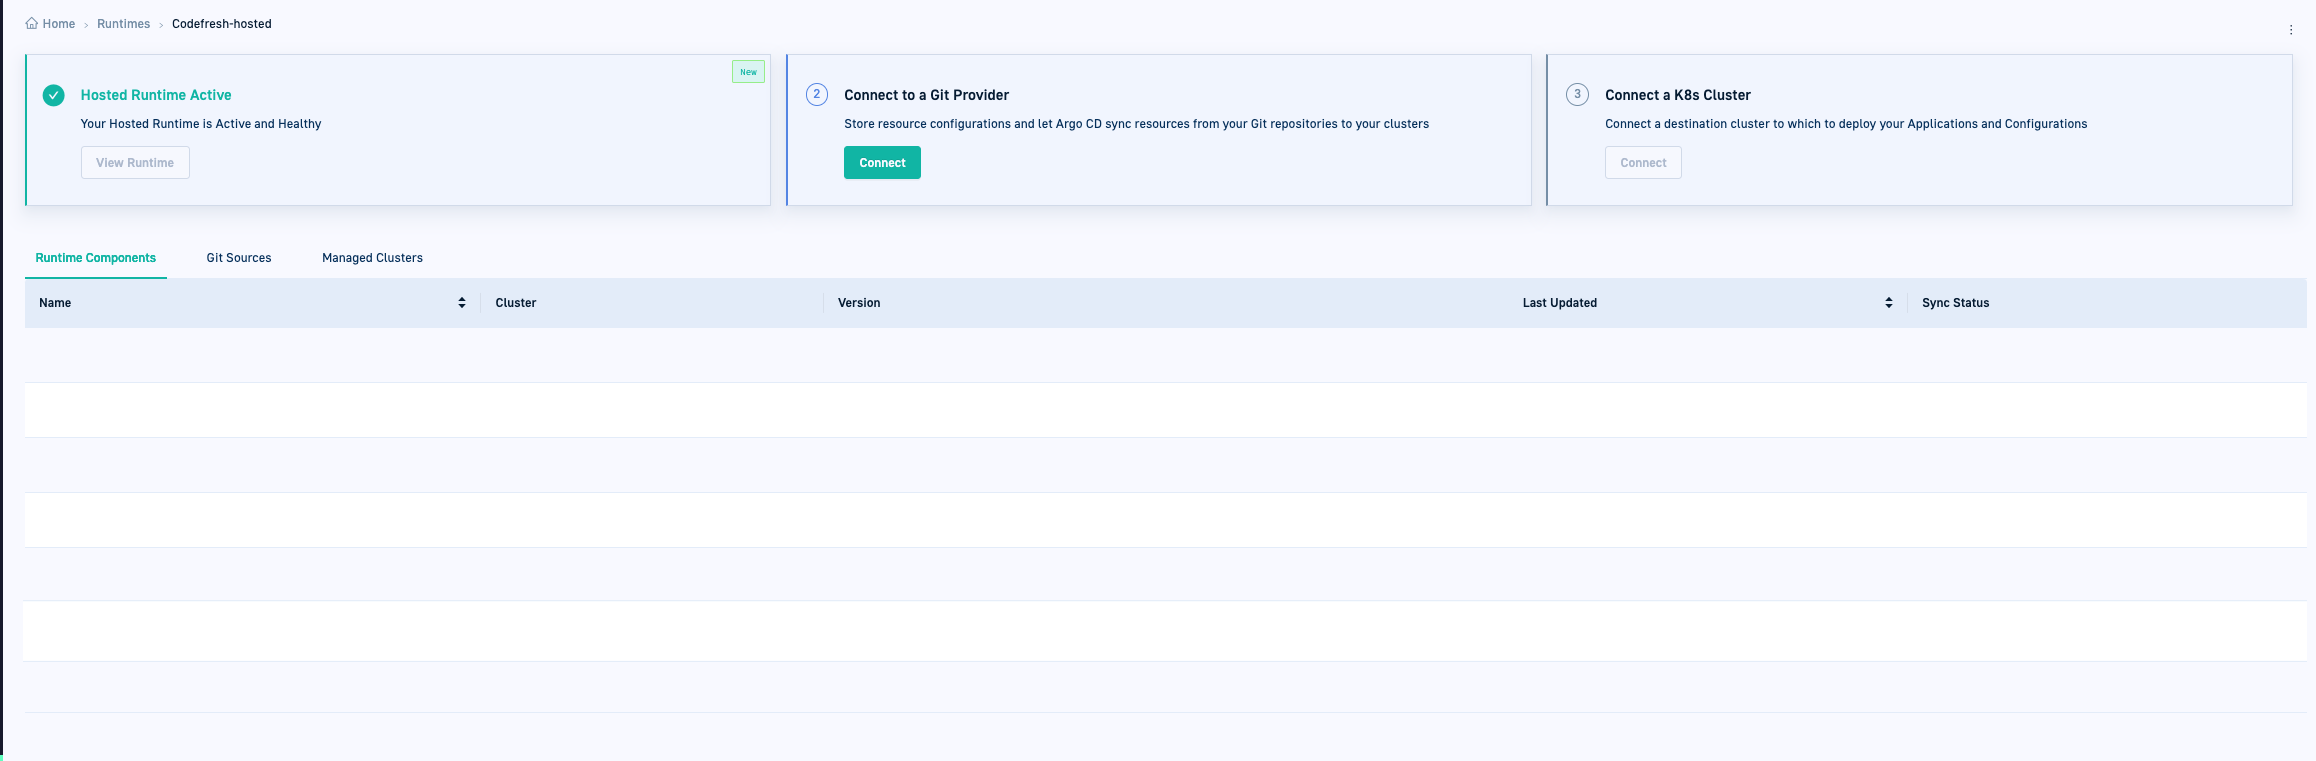 Home > Runtimes > Codefresh-hosted
New
Hosted Runtime Active
Your Hosted Runtime is Active and Healthy
View Runtime
2 Connect to a Git Provider
Store resource configurations and let Argo CD sync resources from your Git repositories to your clusters
Connect
3 Connect a K8s Cluster
Connect a destination cluster to which to deploy your Applications and Configurations
Connect
Runtime Components Git Sources Managed Clusters
Name Cluster Version Last Updated Sync Status